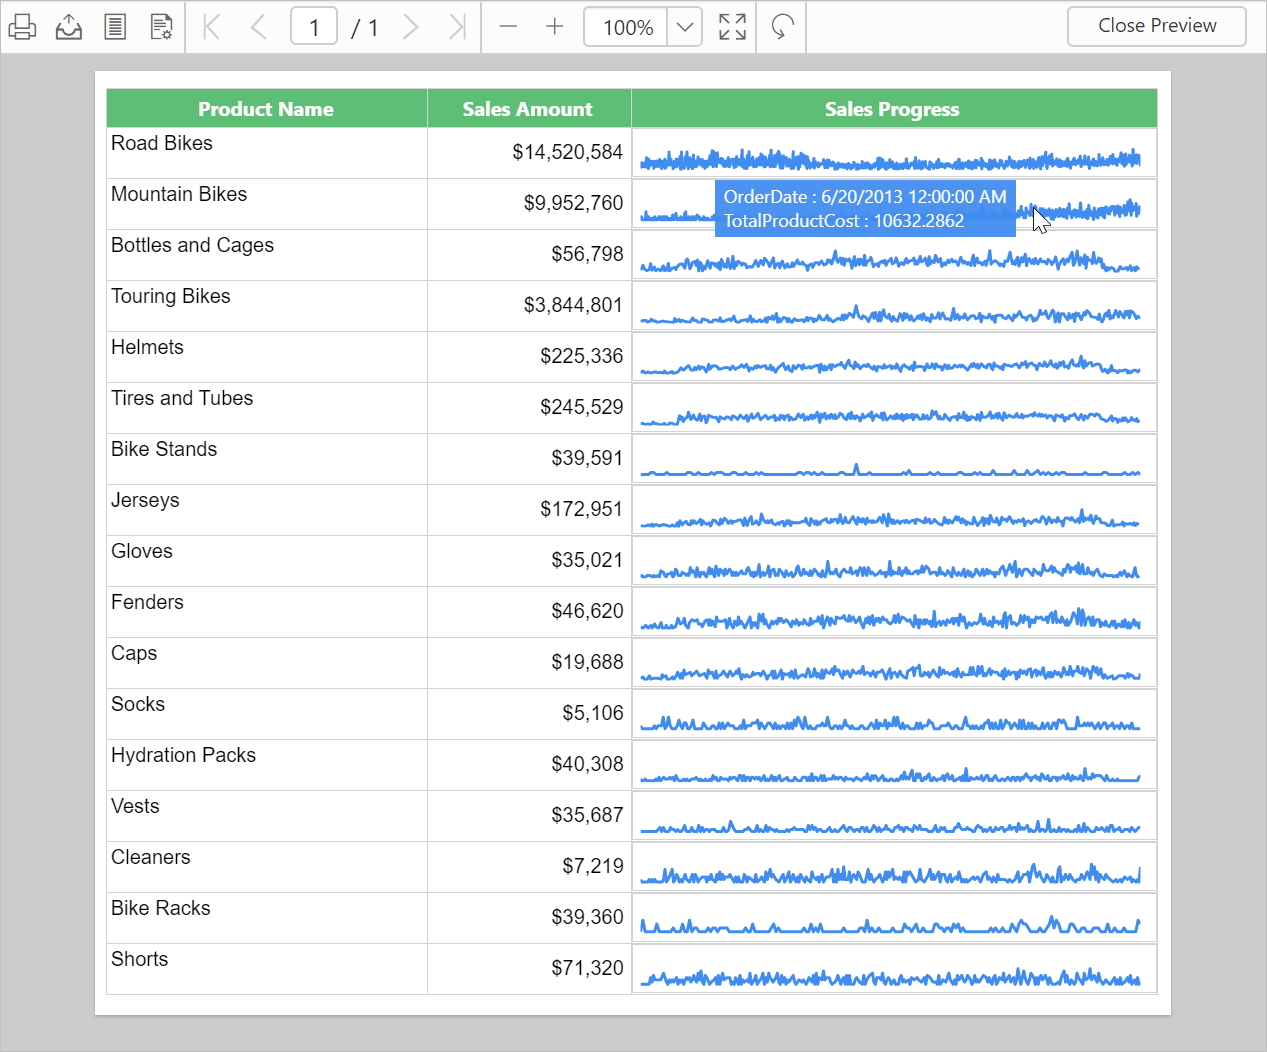 1 / 1 100% Close Preview
Product Name Sales Amount Sales Progress
Road Bikes $14,520,584
Mountain Bikes $9,952,760
OrderDate : 6/20/2013 12:00:00 AM
TotalProductCost : 10632.2862
Bottles and Cages $56,798
Touring Bikes $3,844,801
Helmets $225,336
Tires and Tubes $245,529
Bike Stands $39,591
Jerseys $172,951
Gloves $35,021
Fenders $46,620
Caps $19,688
Socks $5,106
Hydration Packs $40,308
Vests $35,687
Cleaners $7,219
Bike Racks $39,360
Shorts $71,320